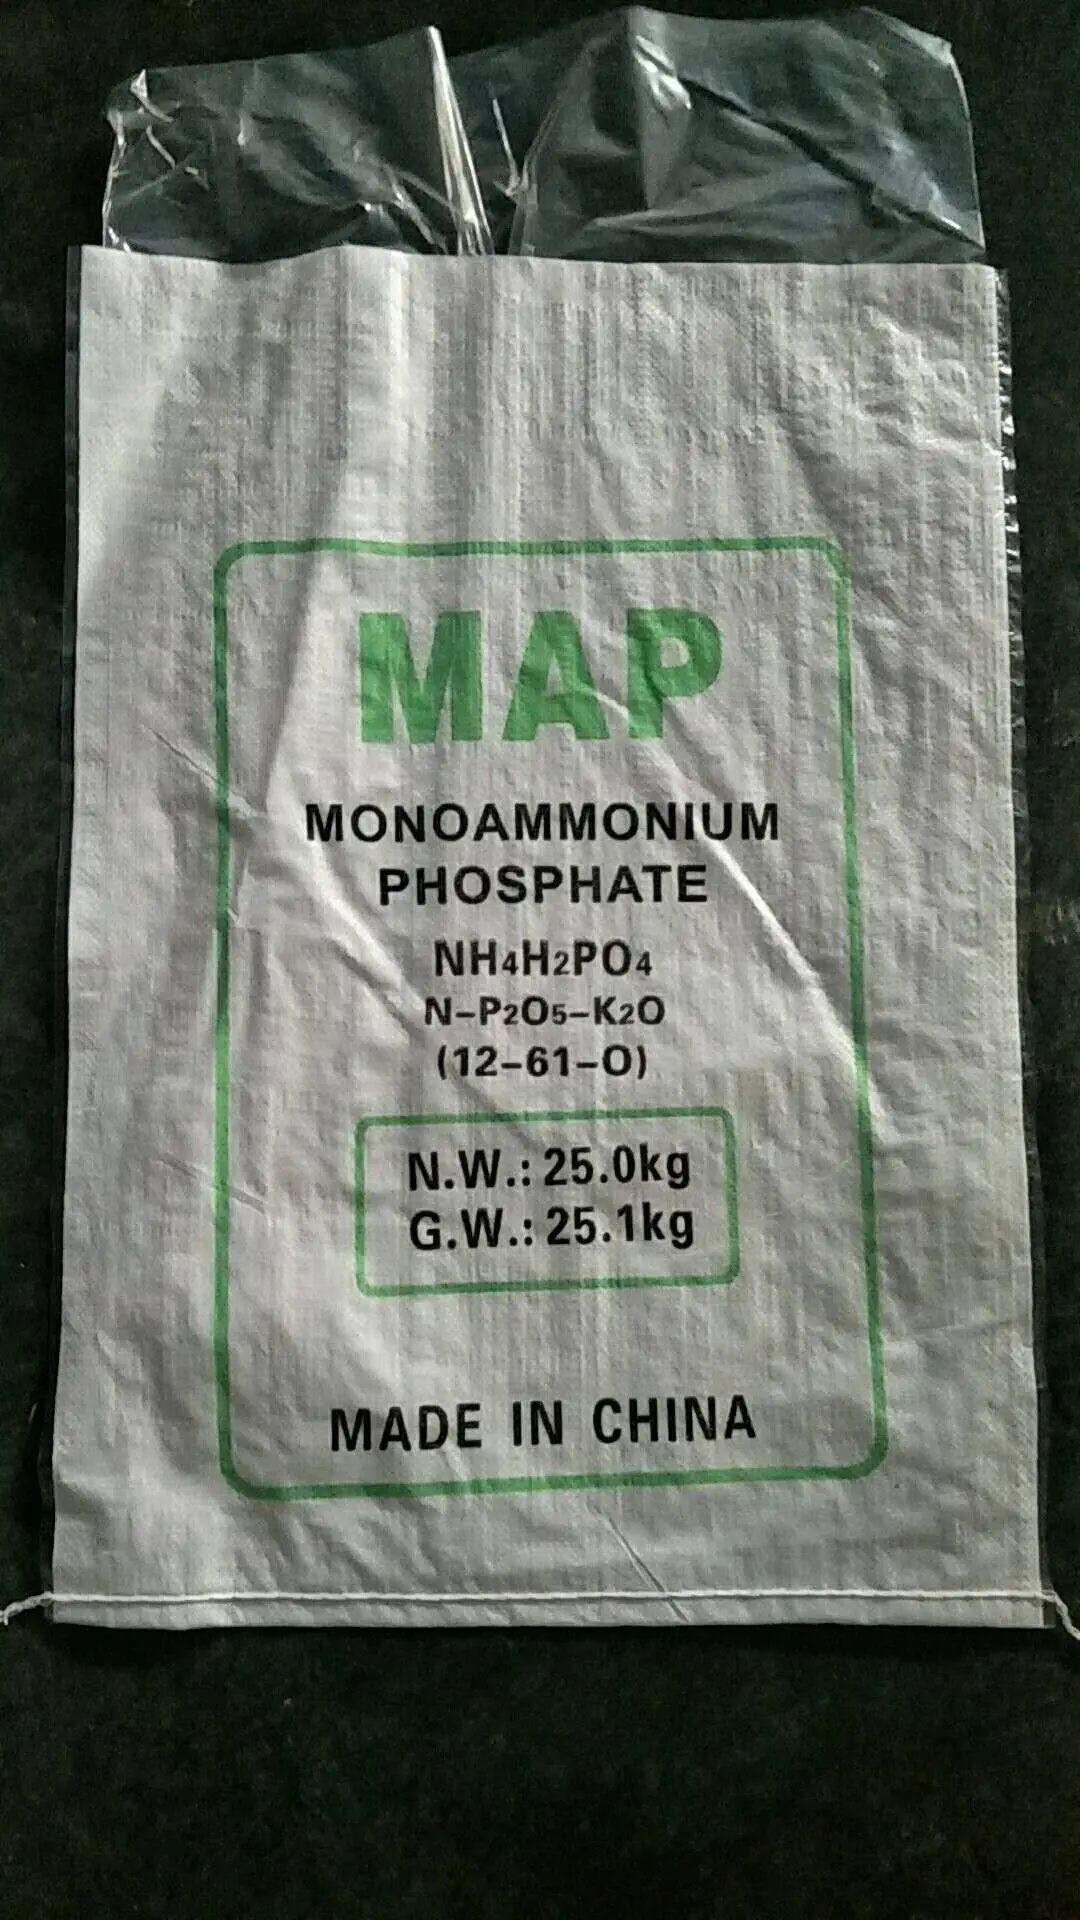 MAP
MONOAMMONIUM
PHOSPHATE
NH4H2PO4
N-P2O5-K2O
(12-61-O)
N.W.: 25.0kg
G.W.: 25.1kg
MADE IN CHINA